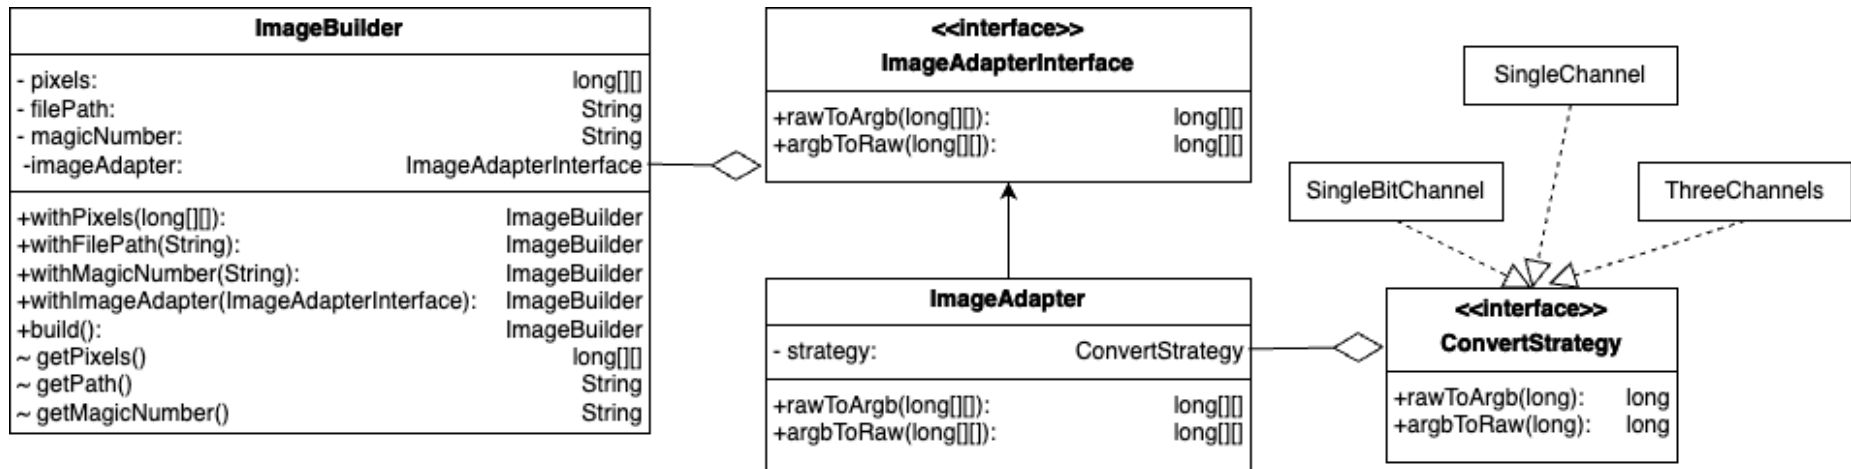 ImageBuilder
- pixels: long[][]
- filePath: String
- magicNumber: String
-imageAdapter: ImageAdapterInterface
+withPixels(long[][]): ImageBuilder
+withFilePath(String): ImageBuilder
+withMagicNumber(String): ImageBuilder
+withImageAdapter(ImageAdapterInterface): ImageBuilder
+build(): ImageBuilder
~ getPixels() long[][]
~ getPath() String
~ getMagicNumber() String
<<interface>>
ImageAdapterInterface
+rawToArgb(long[][]): long[][]
+argbToRaw(long[][]): long[][]
ImageAdapter
- strategy: ConvertStrategy
+rawToArgb(long[][]): long[][]
+argbToRaw(long[][]): long[][]
SingleChannel
SingleBitChannel
ThreeChannels
<<interface>>
ConvertStrategy
+rawToArgb(long): long
+argbToRaw(long): long